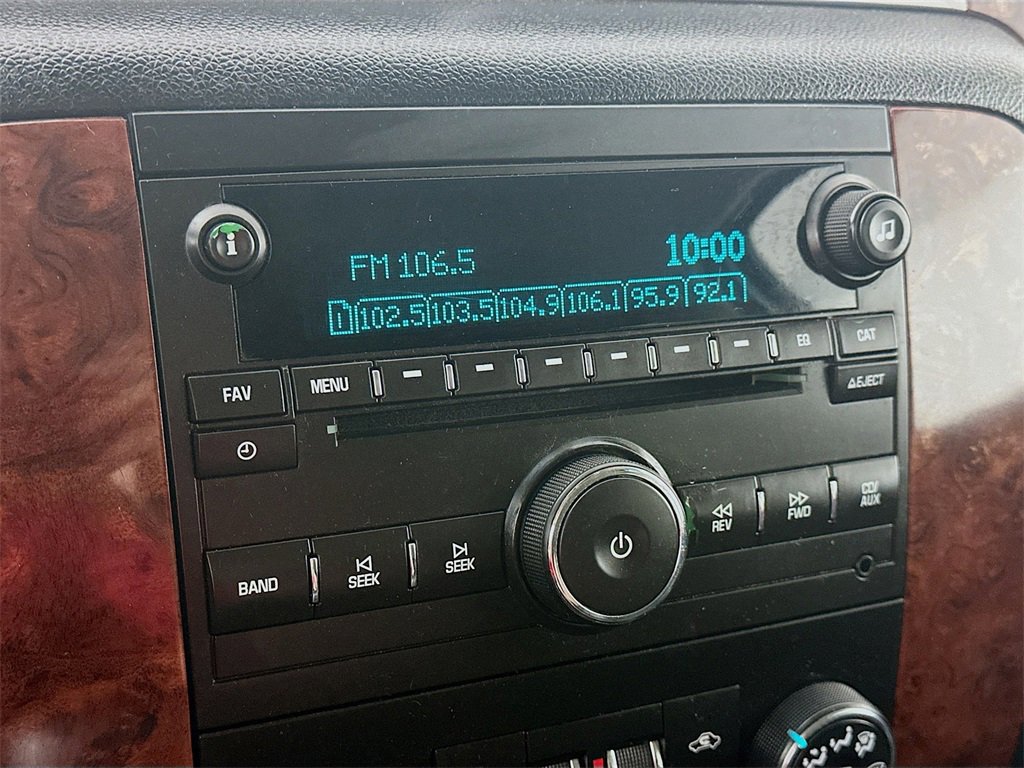 i
FM 106.5 10:00
1 102.5 103.5 104.9 106.1 95.9 92.1
FAV MENU EQ CAT
EJECT
BAND SEEK SEEK REV FWD CD/
AUX